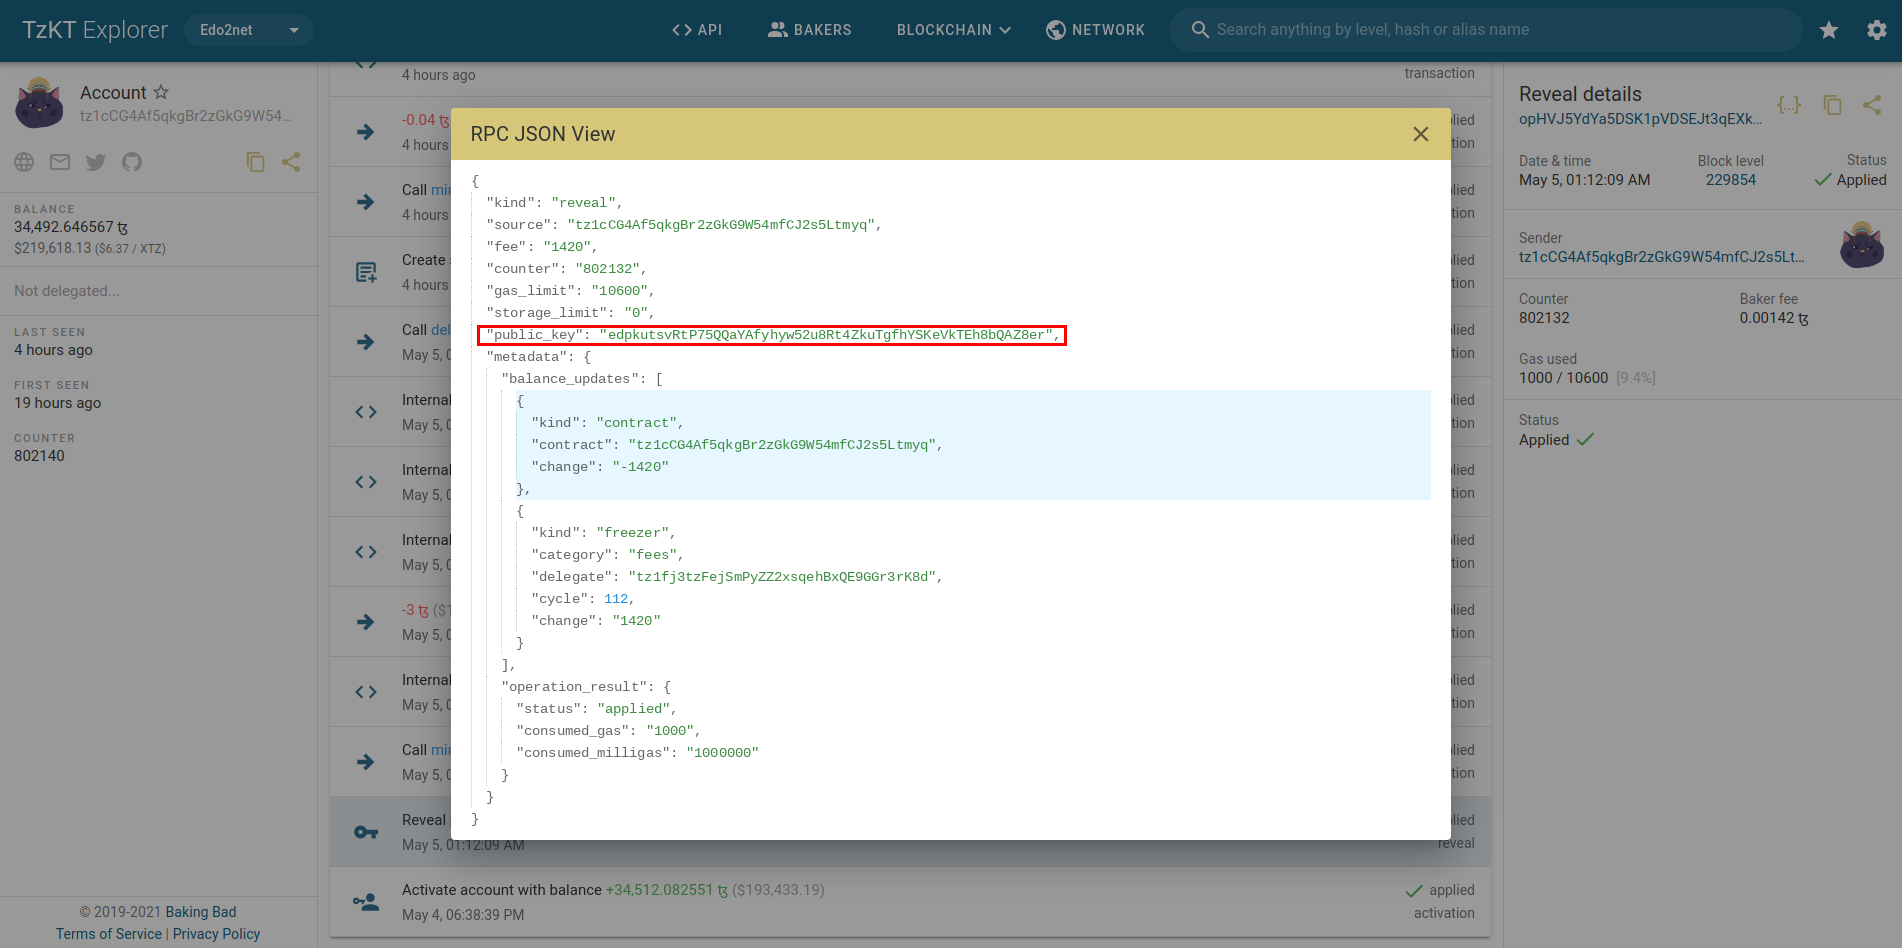 TzKT Explorer
Edo2net
API
BAKERS
BLOCKCHAIN
NETWORK
Search anything by level, hash or alias name
Account
tz1cCG4Af5qkgBr2zGkG9W54...
BALANCE
34,492.646567 ꜩ
$219,618.13 ($6.37 / XTZ)
Not delegated...
LAST SEEN
4 hours ago
FIRST SEEN
19 hours ago
COUNTER
802140
© 2019-2021 Baking Bad
Terms of Service | Privacy Policy
4 hours ago
transaction
-0.04 ꜩ
4 hours
Call
4 hours
Create
4 hours
Call
May 5,
Internal
May 5,
Internal
May 5,
Internal
May 5,
-3 ꜩ
May 5,
Internal
May 5,
Call
May 5,
Reveal
May 5, 01:12:09 AM
reveal
Activate account with balance +34,512.082551 ꜩ ($193,433.19)
applied
May 4, 06:38:39 PM
activation
RPC JSON View
{
"kind": "reveal",
"source": "tz1cCG4Af5qkgBr2zGkG9W54mfCJ2s5Ltmyq",
"fee": "1420",
"counter": "802132",
"gas_limit": "10600",
"storage_limit": "0",
"public_key": "edpkutsvRtP75QQaYAfyhyw52u8Rt4ZkuTgfhYSKeVkTEh8bQAZ8er",
"metadata": {
"balance_updates": [
{
"kind": "contract",
"contract": "tz1cCG4Af5qkgBr2zGkG9W54mfCJ2s5Ltmyq",
"change": "-1420"
},
{
"kind": "freezer",
"category": "fees",
"delegate": "tz1fj3tzFejSmPyZZ2xsqehBxQE9GGr3rK8d",
"cycle": 112,
"change": "1420"
}
],
"operation_result": {
"status": "applied",
"consumed_gas": "1000",
"consumed_milligas": "1000000"
}
}
}
Reveal details
{...}
opHVJ5YdYa5DSK1pVDSEJt3qEXk...
Date & time
Block level
Status
May 5, 01:12:09 AM
229854
Applied
Sender
tz1cCG4Af5qkgBr2zGkG9W54mfCJ2s5Lt...
Counter
Baker fee
802132
0.00142 ꜩ
Gas used
1000 / 10600 [9.4%]
Status
Applied